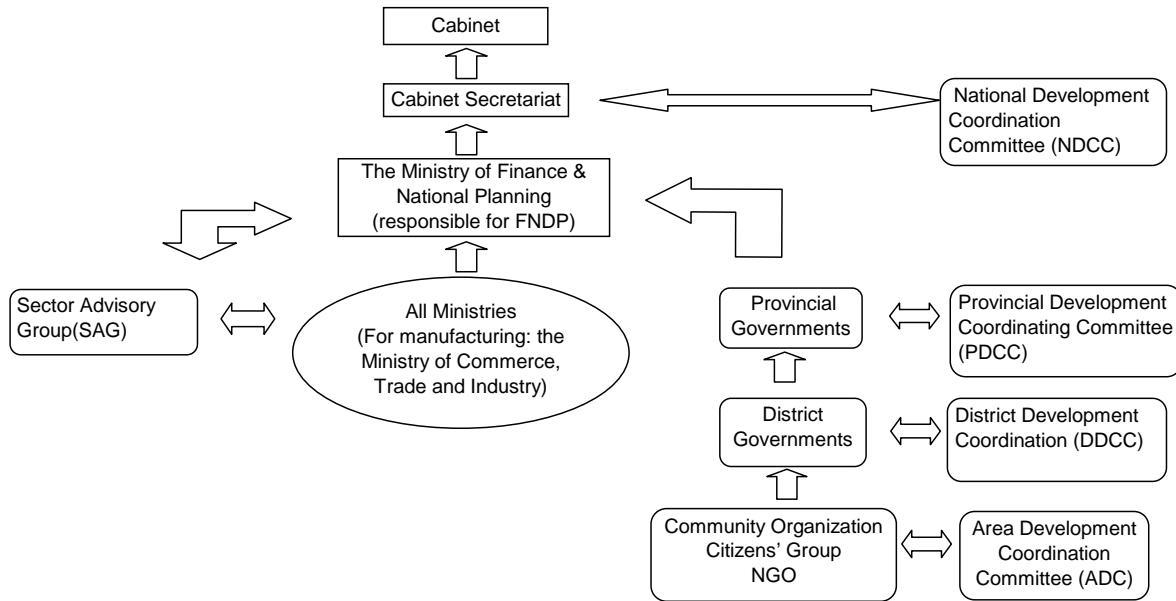 Cabinet
Cabinet Secretariat
National Development
Coordination
Committee (NDCC)
The Ministry of Finance &
National Planning
(responsible for FNDP)
Sector Advisory
Group(SAG)
All Ministries
(For manufacturing: the
Ministry of Commerce,
Trade and Industry)
Provincial
Governments
Provincial Development
Coordinating Committee
(PDCC)
District
Governments
District Development
Coordination (DDCC)
Community Organization
Citizens’ Group
NGO
Area Development
Coordination
Committee (ADC)